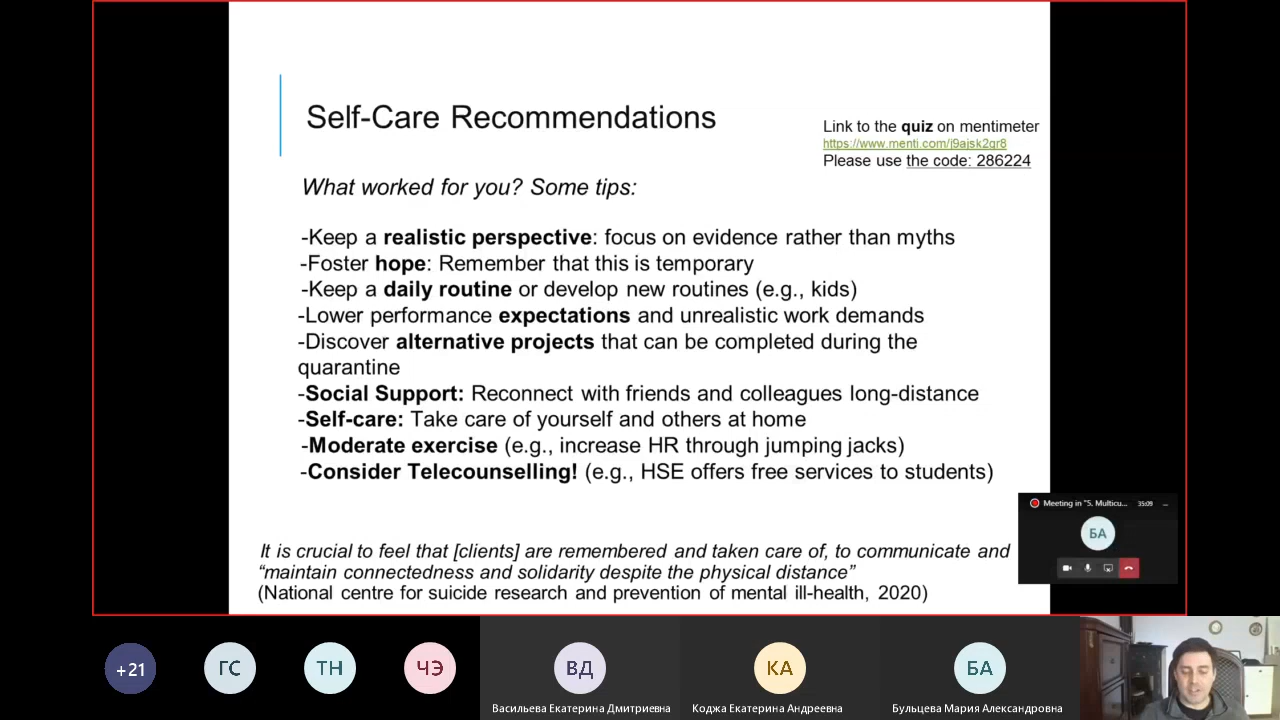 Self-Care Recommendations
Link to the quiz on mentimeter
https://www.menti.com/j9ajsk2gr8
Please use the code: 286224
What worked for you? Some tips:
-Keep a realistic perspective: focus on evidence rather than myths
-Foster hope: Remember that this is temporary
-Keep a daily routine or develop new routines (e.g., kids)
-Lower performance expectations and unrealistic work demands
-Discover alternative projects that can be completed during the
quarantine
-Social Support: Reconnect with friends and colleagues long-distance
-Self-care: Take care of yourself and others at home
-Moderate exercise (e.g., increase HR through jumping jacks)
-Consider Telecounselling! (e.g., HSE offers free services to students)
Meeting in "S. Multicu... 35:09 ...
БА
It is crucial to feel that [clients] are remembered and taken care of, to communicate and
“maintain connectedness and solidarity despite the physical distance”
(National centre for suicide research and prevention of mental ill-health, 2020)
+21
ГС
ТН
ЧЭ
ВД
КА
БА
Васильева Екатерина Дмитриевна
Коджа Екатерина Андреевна
Бульцева Мария Александровна